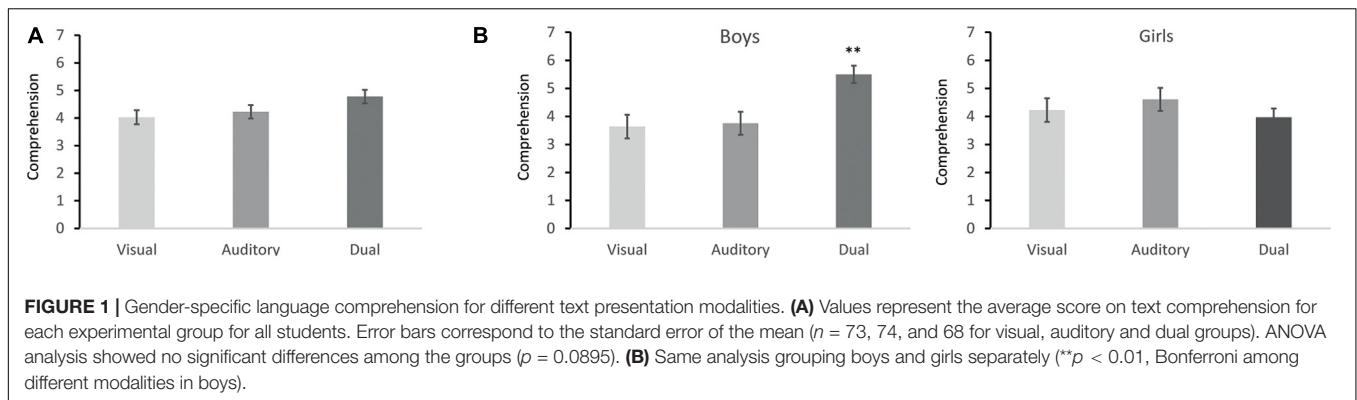 A
7
6
5
4
3
2
1
0
Comprehension
Visual Auditory Dual
B
Boys
7
6
5
4
3
2
1
0
Comprehension
**
Visual Auditory Dual
Girls
7
6
5
4
3
2
1
0
Comprehension
Visual Auditory Dual
FIGURE 1 | Gender-specific language comprehension for different text presentation modalities. (A) Values represent the average score on text comprehension for
each experimental group for all students. Error bars correspond to the standard error of the mean (n = 73, 74, and 68 for visual, auditory and dual groups). ANOVA
analysis showed no significant differences among the groups (p = 0.0895). (B) Same analysis grouping boys and girls separately (**p < 0.01, Bonferroni among
different modalities in boys).